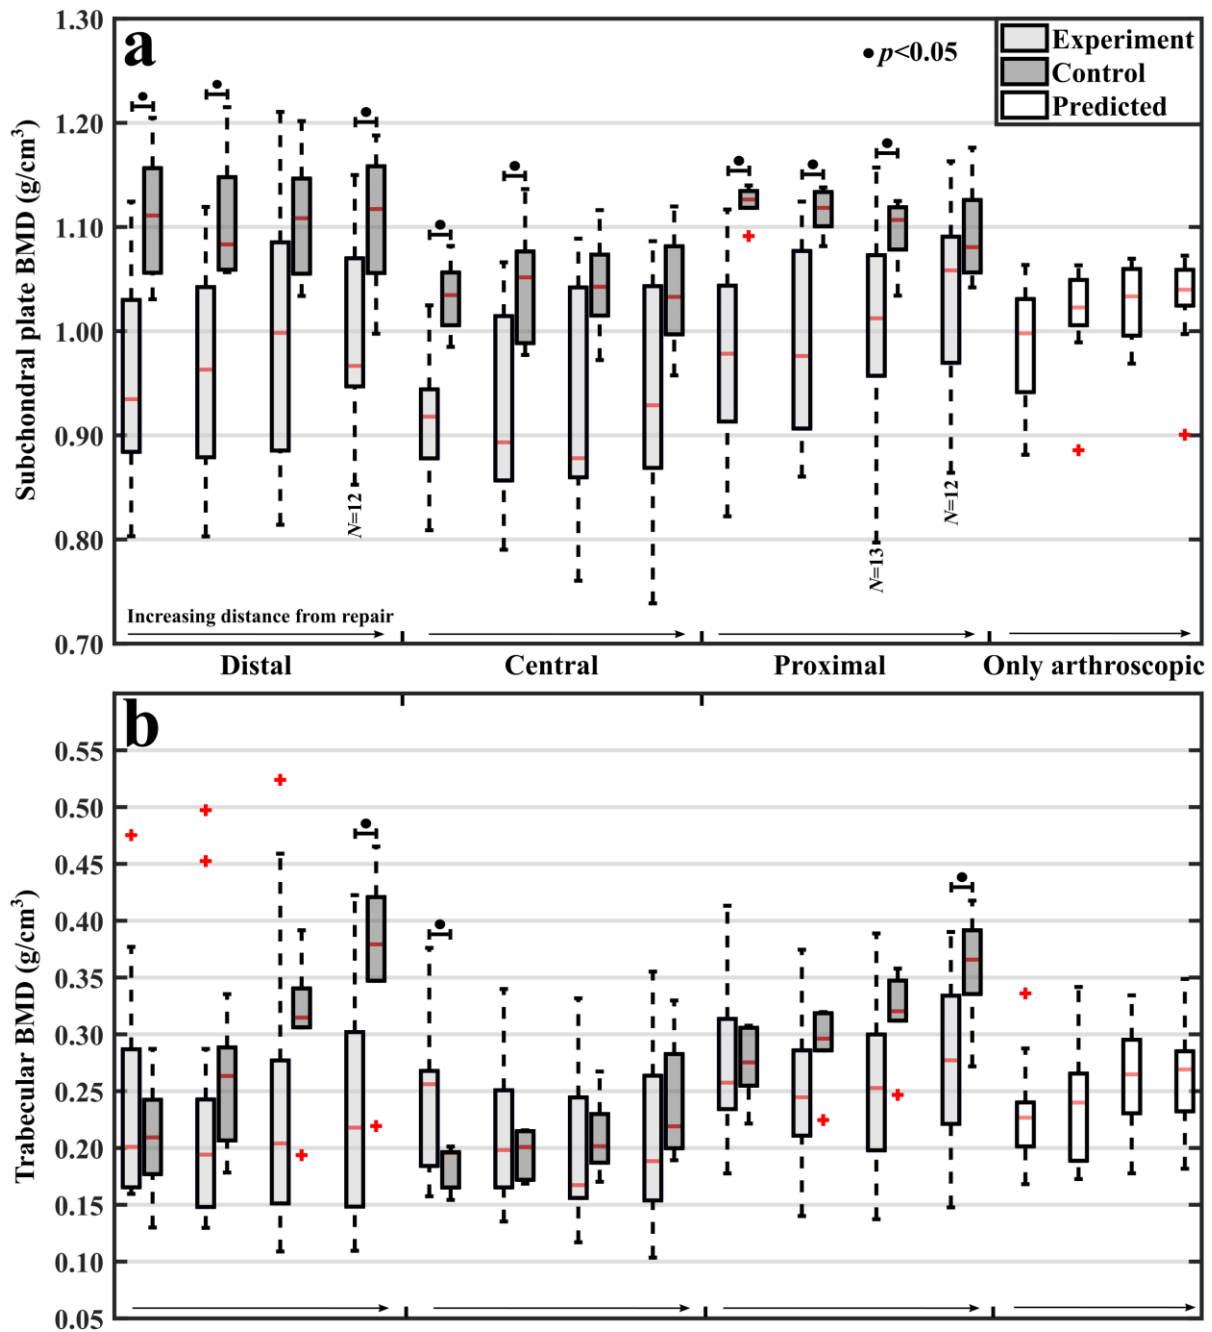 a
• p<0.05
Experiment
Control
Predicted
Subchondral plate BMD (g/cm³)
1.30
1.20
1.10
1.00
0.90
0.80
0.70
N=12
N=13
N=12
Increasing distance from repair
Distal
Central
Proximal
Only arthroscopic
b
Trabecular BMD (g/cm³)
0.55
0.50
0.45
0.40
0.35
0.30
0.25
0.20
0.15
0.10
0.05